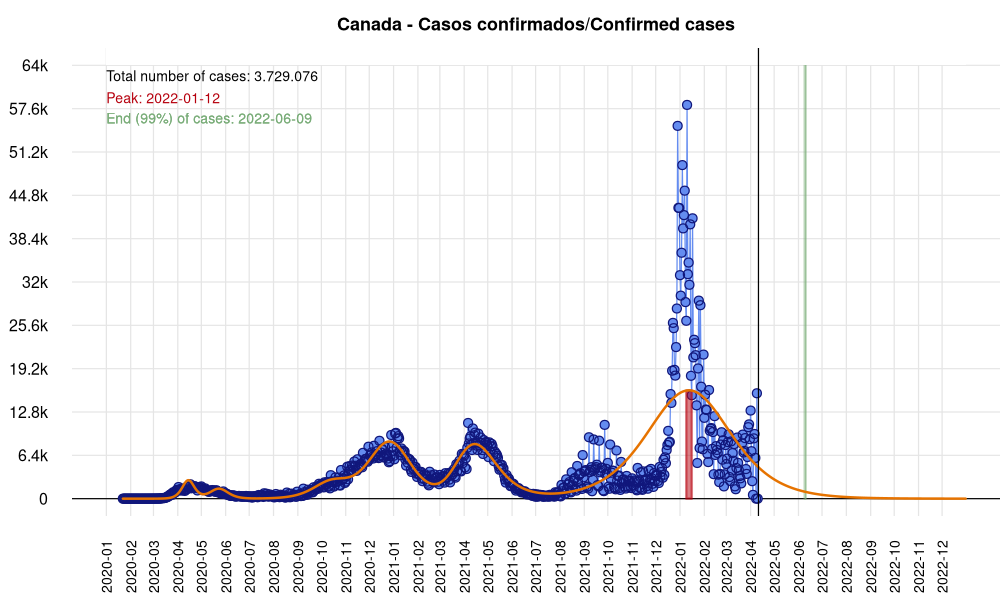 Canada - Casos confirmados/Confirmed cases
Total number of cases: 3.729.076
Peak: 2022-01-12
End (99%) of cases: 2022-06-09
64k
57.6k
51.2k
44.8k
38.4k
32k
25.6k
19.2k
12.8k
6.4k
0
2020-01
2020-02
2020-03
2020-04
2020-05
2020-06
2020-07
2020-08
2020-09
2020-10
2020-11
2020-12
2021-01
2021-02
2021-03
2021-04
2021-05
2021-06
2021-07
2021-08
2021-09
2021-10
2021-11
2021-12
2022-01
2022-02
2022-03
2022-04
2022-05
2022-06
2022-07
2022-08
2022-09
2022-10
2022-11
2022-12